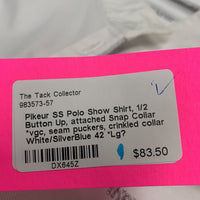 The Tack Collector
983573-57
Pikeur SS Polo Show Shirt, 1/2
Button Up, attached Snap Collar
*vgc, seam puckers, crinkled collar
White/SilverBlue 42 *Lg?
$83.50
DX645Z